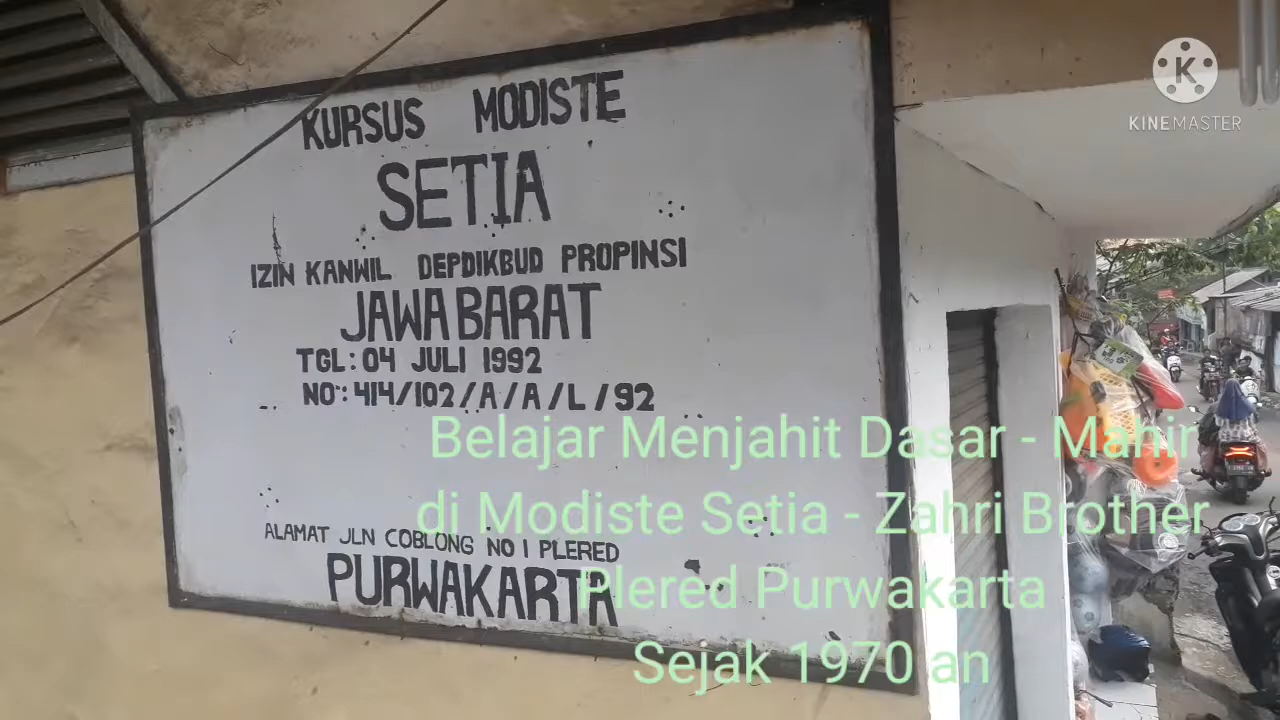 KURSUS MODISTE
SETIA
IZIN KANWIL DEPDIKBUD PROPINSI
JAWA BARAT
TGL: 04 JULI 1992
NO: 414/102/A/A/L/92
ALAMAT JLN COBLONG NO 1 PLERED
PURWAKARTA
Belajar Menjahit Dasar - Mahir
di Modiste Setia - Zahri Brother
Plered Purwakarta
Sejak 1970 an
K
KINEMASTER